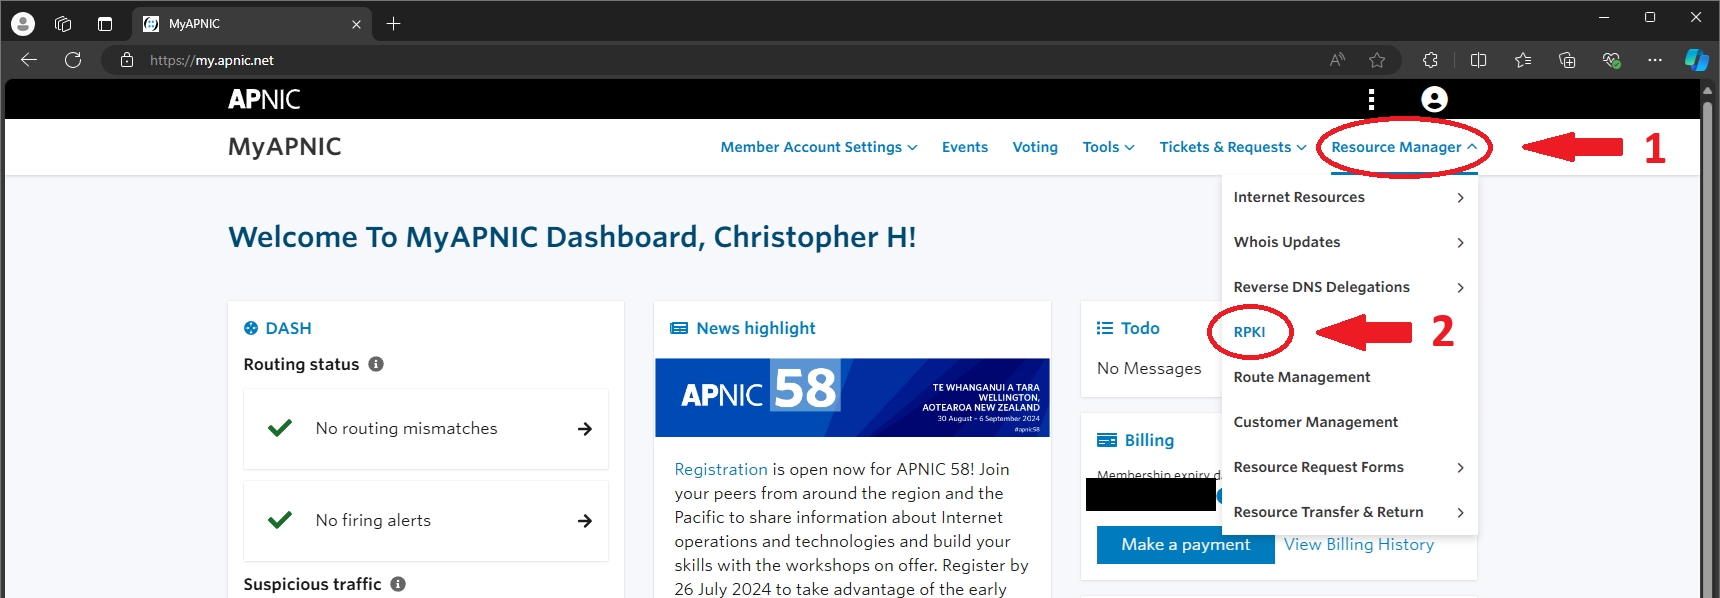 MyAPNIC
https://my.apnic.net
APNIC
MyAPNIC
Member Account Settings
Events
Voting
Tools
Tickets & Requests
Resource Manager
1
Internet Resources
Whois Updates
Reverse DNS Delegations
RPKI
2
Route Management
Customer Management
Resource Request Forms
Resource Transfer & Return
Welcome To MyAPNIC Dashboard, Christopher H!
DASH
Routing status
No routing mismatches
No firing alerts
Suspicious traffic
News highlight
APNIC 58
TE WHANGANUI A TARA
WELLINGTON,
AOTEAROA NEW ZEALAND
30 August – 6 September 2024
#apnic58
Registration is open now for APNIC 58! Join
your peers from around the region and the
Pacific to share information about Internet
operations and technologies and build your
skills with the workshops on offer. Register by
26 July 2024 to take advantage of the early
Todo
No Messages
Billing
Membership expiry
Make a payment
View Billing History